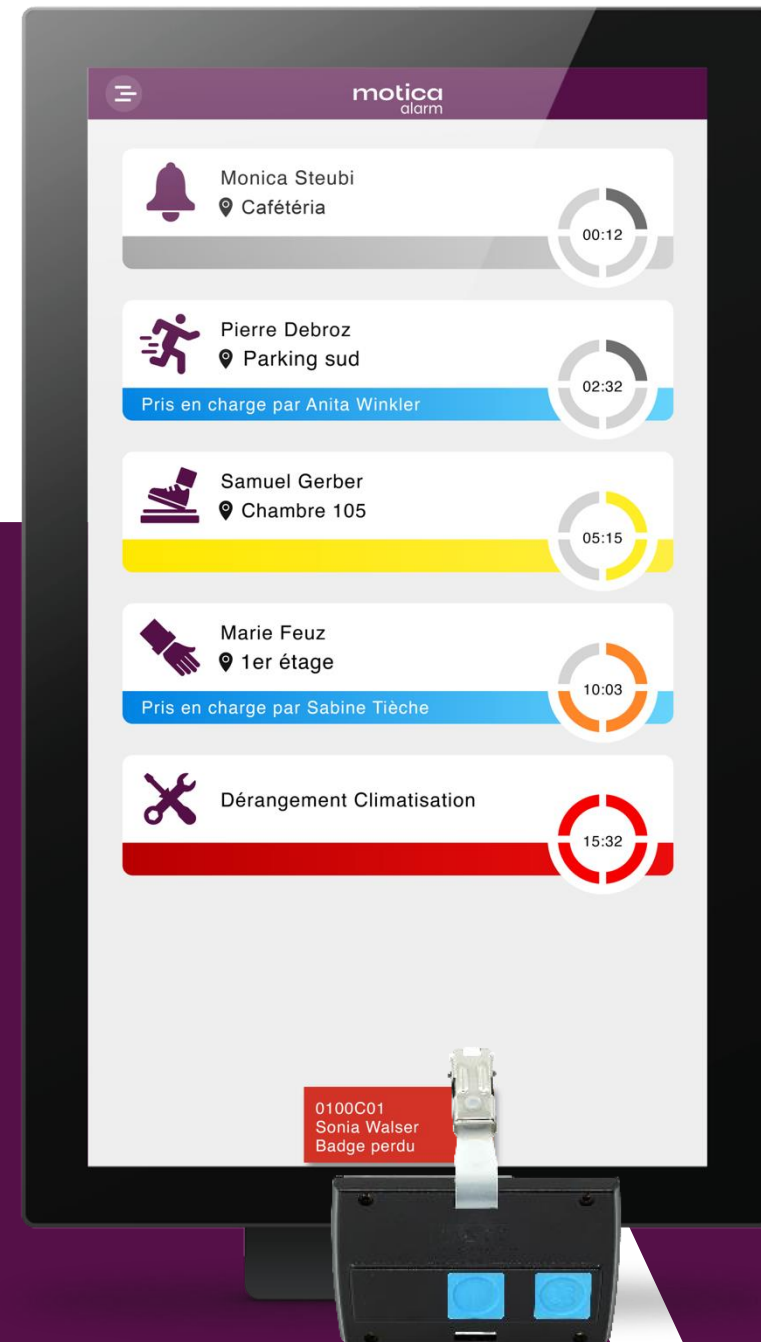 motica
alarm
Monica Steubi
Cafétéria
00:12
Pierre Debroz
Parking sud
02:32
Pris en charge par Anita Winkler
Samuel Gerber
Chambre 105
05:15
Marie Feuz
1er étage
10:03
Pris en charge par Sabine Tièche
Dérangement Climatisation
15:32
0100C01
Sonia Walser
Badge perdu